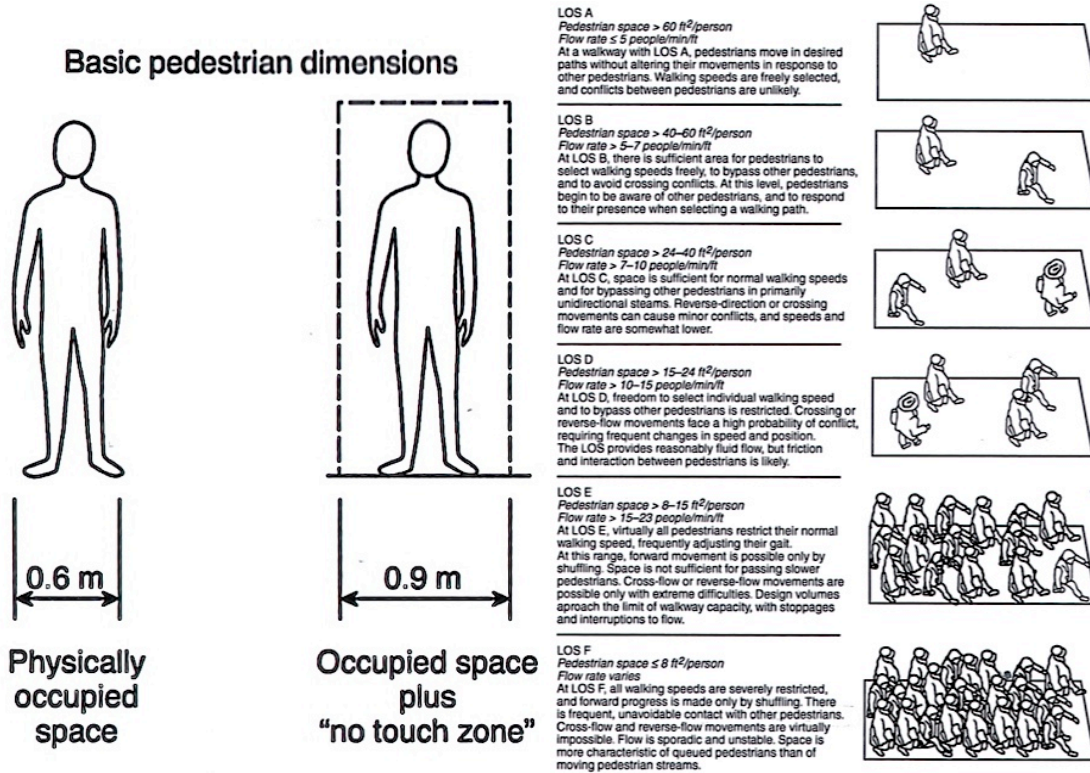 Basic pedestrian dimensions
0.6 m
0.9 m
Physically
occupied
space
Occupied space
plus
“no touch zone”
LOS A
Pedestrian space > 60 ft²/person
Flow rate ≤ 5 people/min/ft
At a walkway with LOS A, pedestrians move in desired
paths without altering their movements in response to
other pedestrians. Walking speeds are freely selected,
and conflicts between pedestrians are unlikely.
LOS B
Pedestrian space > 40–60 ft²/person
Flow rate > 5–7 people/min/ft
At LOS B, there is sufficient area for pedestrians to
select walking speeds freely, to bypass other pedestrians,
and to avoid crossing conflicts. At this level, pedestrians
begin to be aware of other pedestrians, and to respond
to their presence when selecting a walking path.
LOS C
Pedestrian space > 24–40 ft²/person
Flow rate > 7–10 people/min/ft
At LOS C, space is sufficient for normal walking speeds
and for bypassing other pedestrians in primarily
unidirectional steams. Reverse-direction or crossing
movements can cause minor conflicts, and speeds and
flow rate are somewhat lower.
LOS D
Pedestrian space > 15–24 ft²/person
Flow rate > 10–15 people/min/ft
At LOS D, freedom to select individual walking speed
and to bypass other pedestrians is restricted. Crossing or
reverse-flow movements face a high probability of conflict,
requiring frequent changes in speed and position.
The LOS provides reasonably fluid flow, but friction
and interaction between pedestrians is likely.
LOS E
Pedestrian space > 8–15 ft²/person
Flow rate > 15–23 people/min/ft
At LOS E, virtually all pedestrians restrict their normal
walking speed, frequently adjusting their gait.
At this range, forward movement is possible only by
shuffling. Space is not sufficient for passing slower
pedestrians. Cross-flow or reverse-flow movements are
possible only with extreme difficulties. Design volumes
aproach the limit of walkway capacity, with stoppages
and interruptions to flow.
LOS F
Pedestrian space ≤ 8 ft²/person
Flow rate varies
At LOS F, all walking speeds are severely restricted,
and forward progress is made only by shuffling. There
is frequent, unavoidable contact with other pedestrians.
Cross-flow and reverse-flow movements are virtually
impossible. Flow is sporadic and unstable. Space is
more characteristic of queued pedestrians than of
moving pedestrian streams.